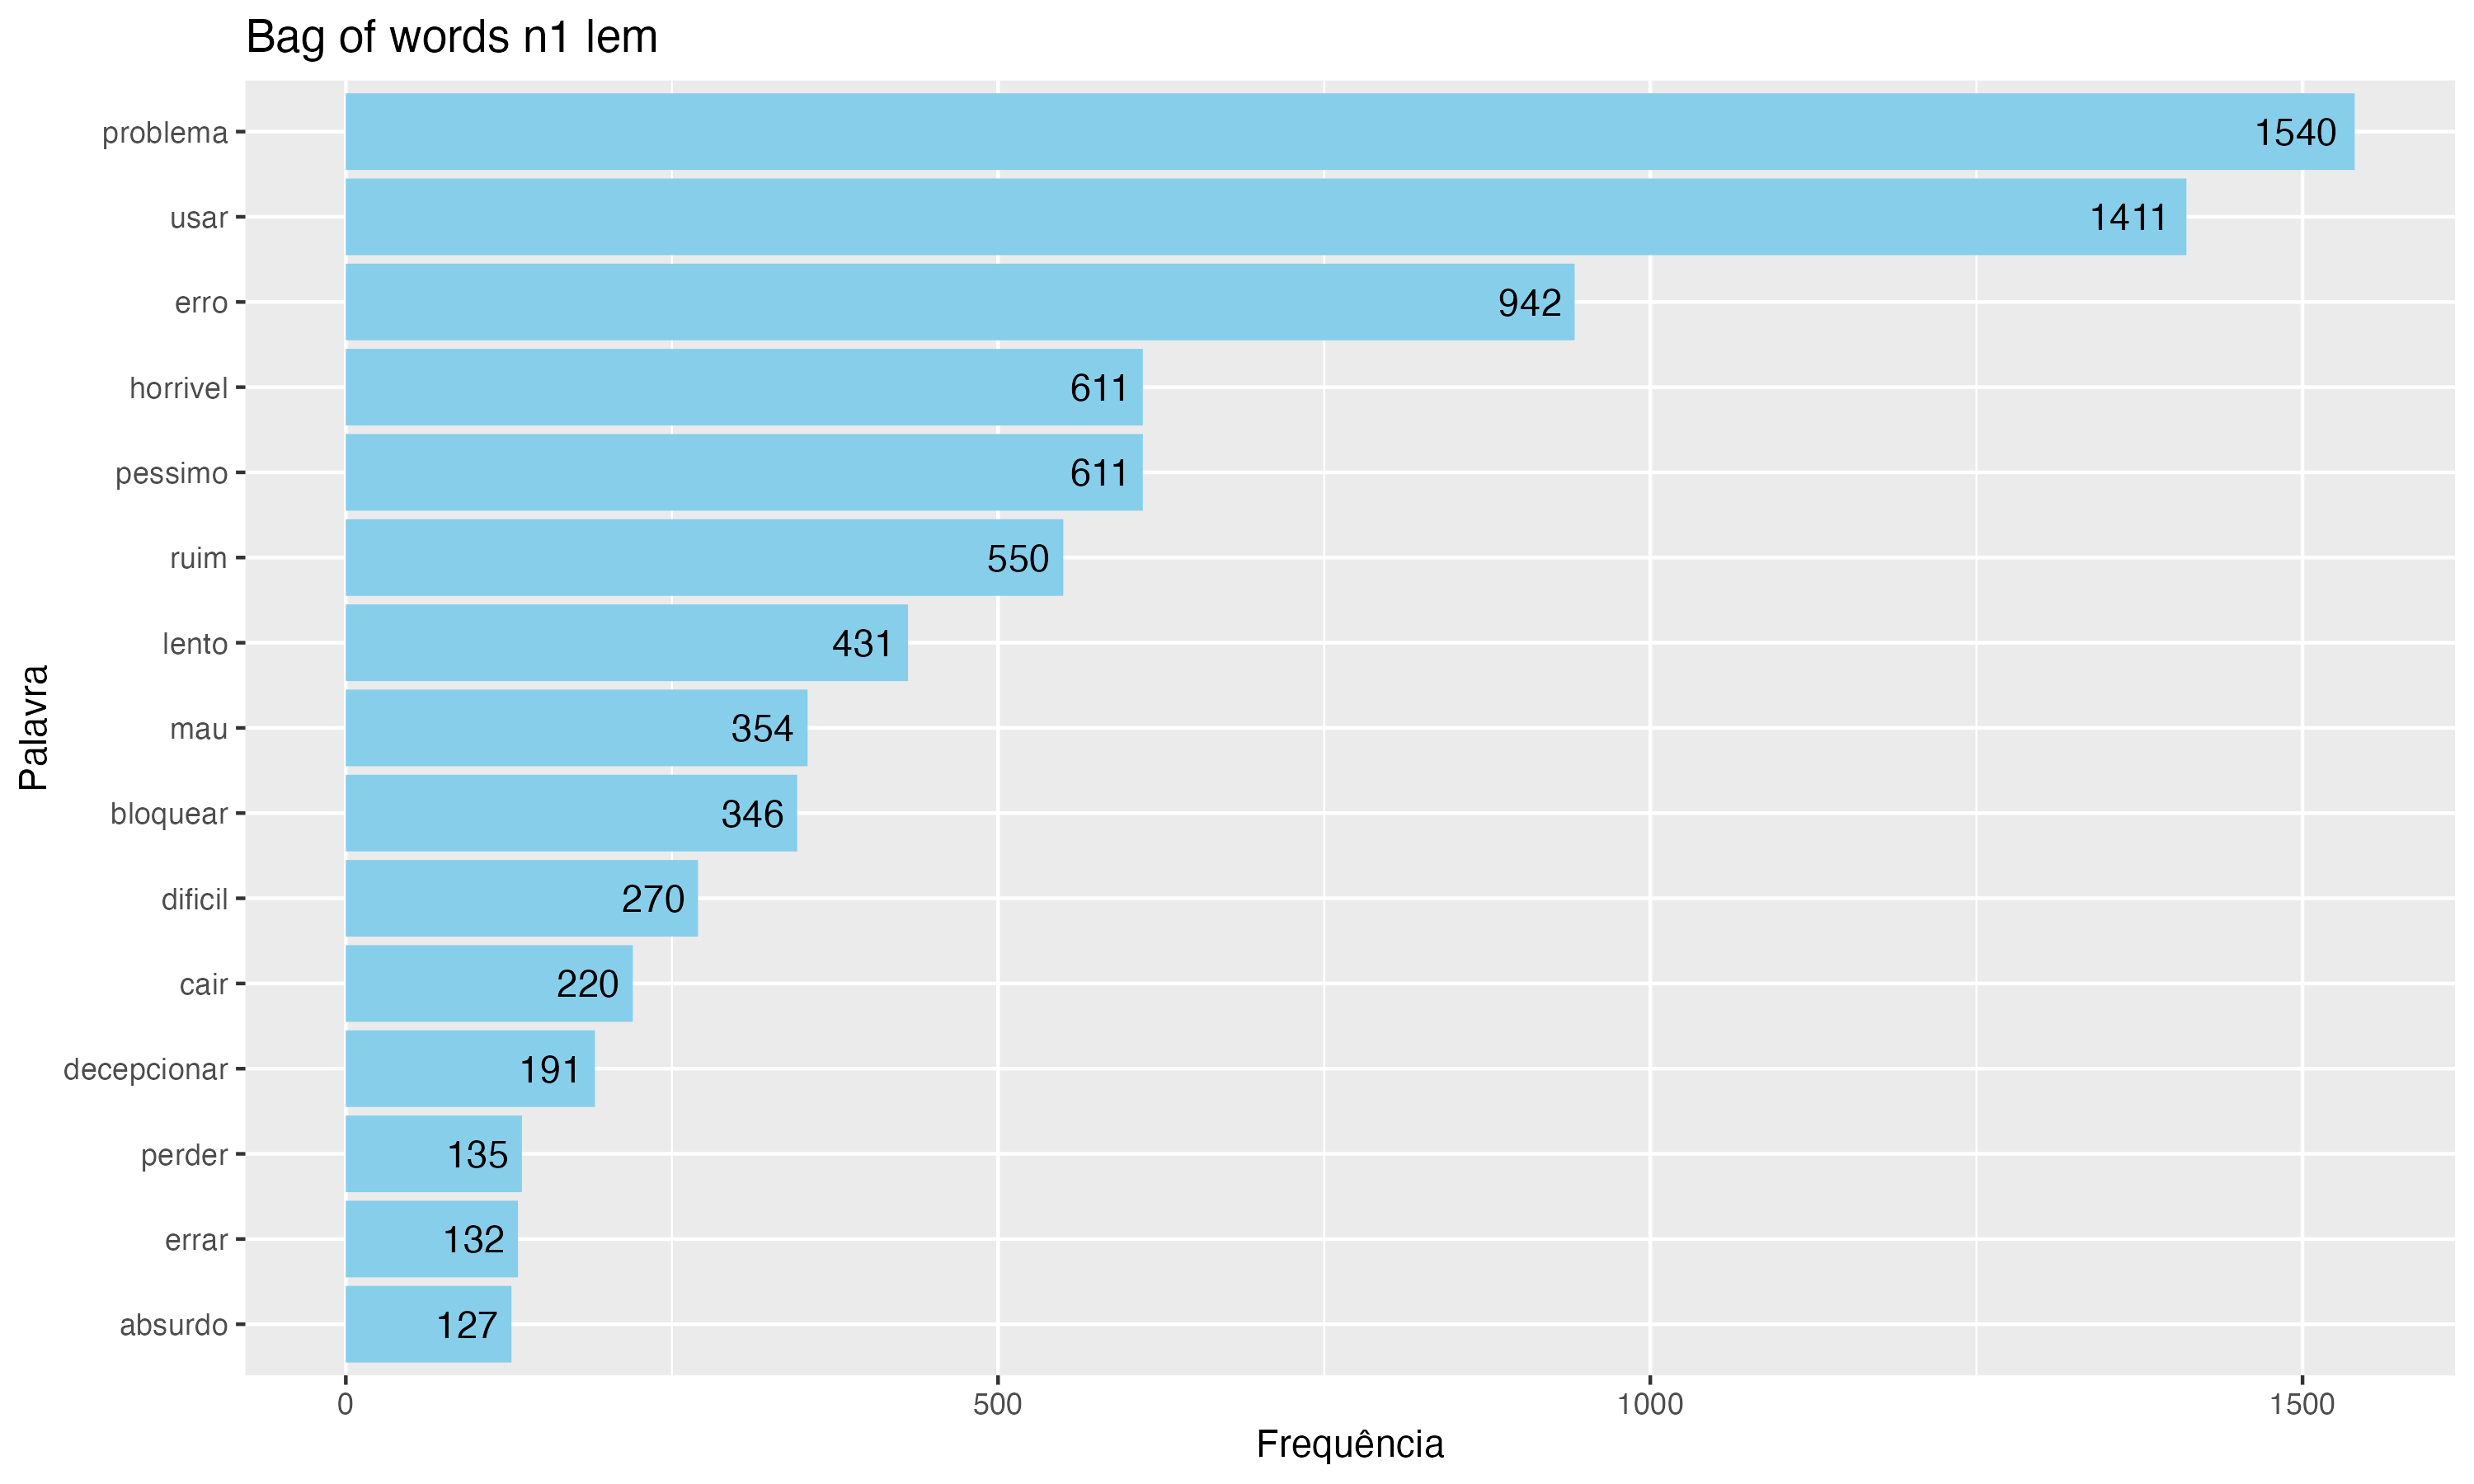 Bag of words n1 lem
Palavra
problema 1540
usar 1411
erro 942
horrivel 611
pessimo 611
ruim 550
lento 431
mau 354
bloquear 346
dificil 270
cair 220
decepcionar 191
perder 135
errar 132
absurdo 127
0 500 1000 1500
Frequência